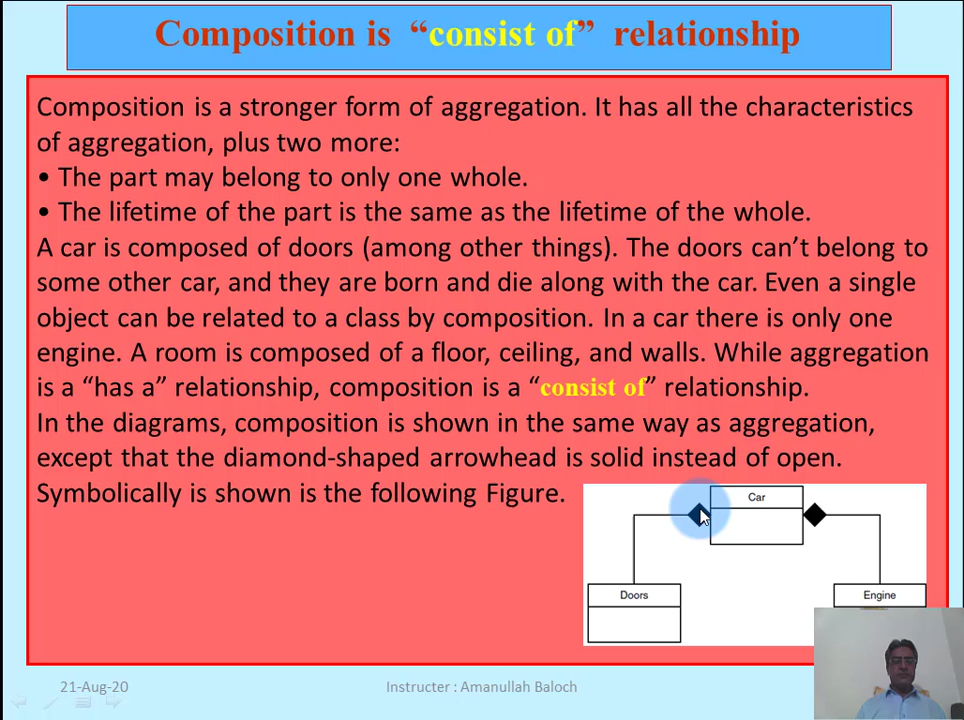 Composition is “consist of” relationship
Composition is a stronger form of aggregation. It has all the characteristics
of aggregation, plus two more:
• The part may belong to only one whole.
• The lifetime of the part is the same as the lifetime of the whole.
A car is composed of doors (among other things). The doors can’t belong to
some other car, and they are born and die along with the car. Even a single
object can be related to a class by composition. In a car there is only one
engine. A room is composed of a floor, ceiling, and walls. While aggregation
is a “has a” relationship, composition is a “consist of” relationship.
In the diagrams, composition is shown in the same way as aggregation,
except that the diamond-shaped arrowhead is solid instead of open.
Symbolically is shown is the following Figure.
Car
Doors
Engine
21-Aug-20
Instructer : Amanullah Baloch